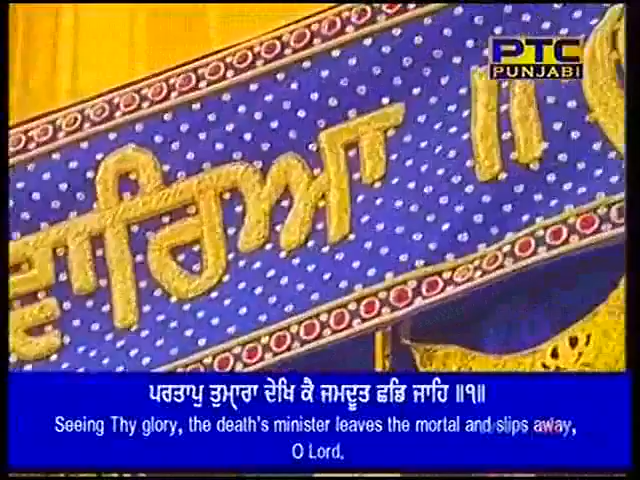 PTC
PUNJABI
ਵਾਰਿਆ ॥
ਪਰਤਾਪੁ ਤੁਮ੍ਹਾਰਾ ਦੇਖਿ ਕੈ ਜਮਦੂਤ ਛਡਿ ਜਾਹਿ ॥੧॥
Seeing Thy glory, the death's minister leaves the mortal and slips away,
O Lord.